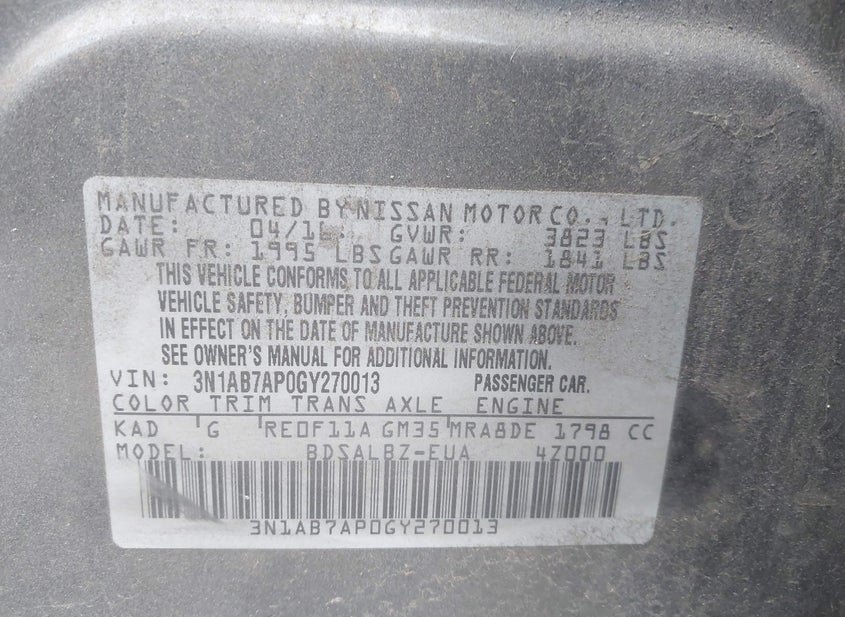 MANUFACTURED BY NISSAN MOTOR CO., LTD.
DATE: 04/16 GVWR: 3823 LBS
GAWR FR: 1995 LBS GAWR RR: 1841 LBS
THIS VEHICLE CONFORMS TO ALL APPLICABLE FEDERAL MOTOR
VEHICLE SAFETY, BUMPER AND THEFT PREVENTION STANDARDS
IN EFFECT ON THE DATE OF MANUFACTURE SHOWN ABOVE.
SEE OWNER'S MANUAL FOR ADDITIONAL INFORMATION.
VIN: 3N1AB7AP0GY270013 PASSENGER CAR.
COLOR TRIM TRANS AXLE ENGINE
KAD G RE0F11A GM35 MRA8DE 1798 CC
MODEL: BDSALBZ-EUA 4Z000
3N1AB7AP0GY270013